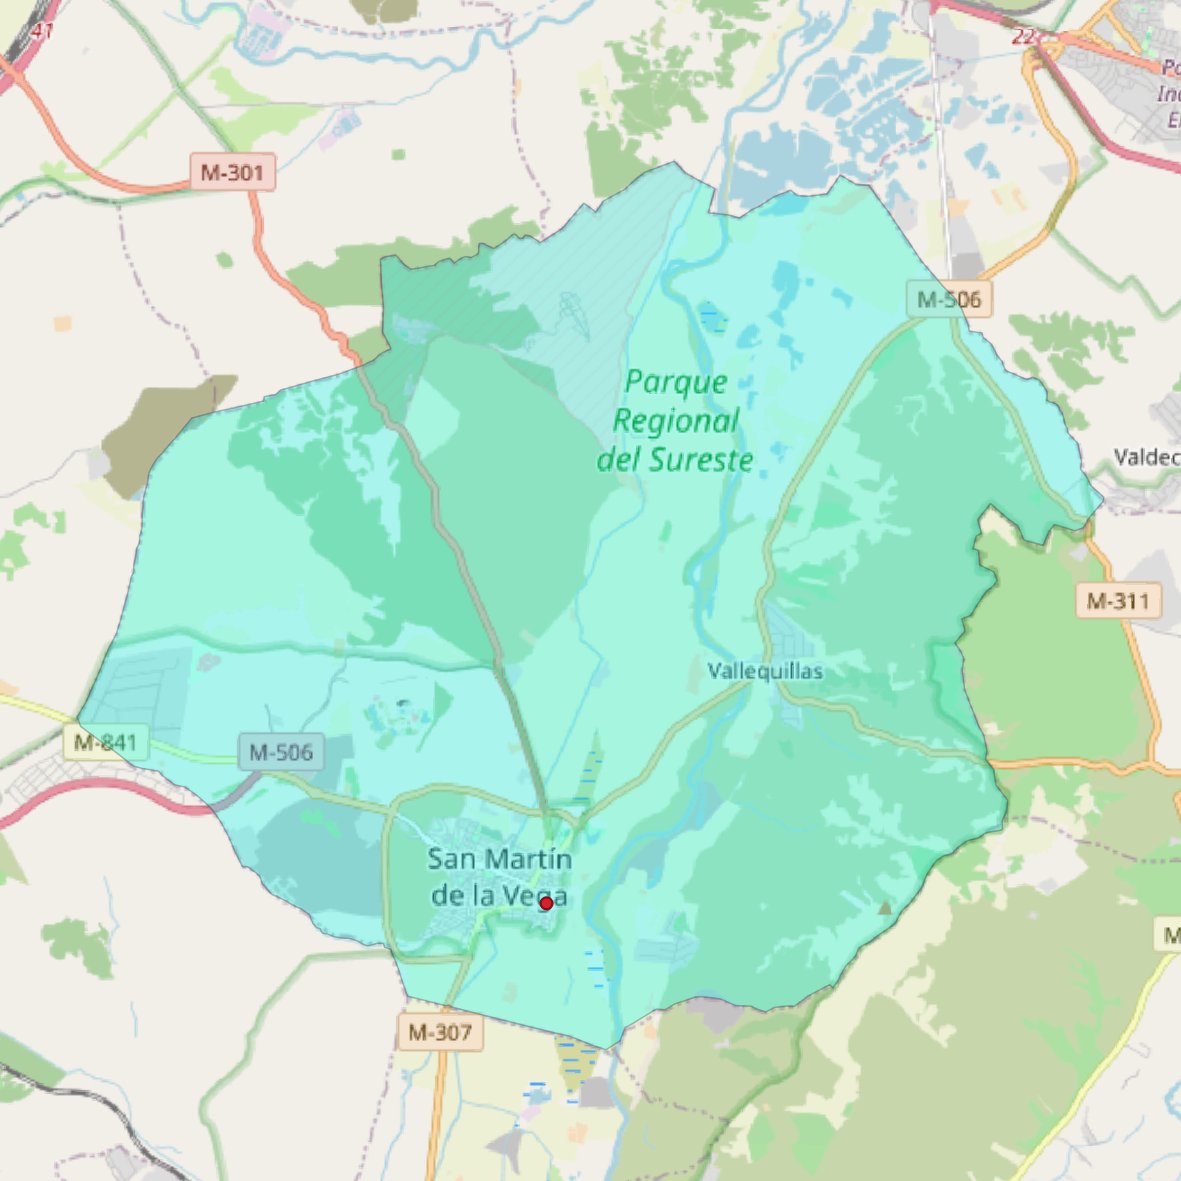 41
22
M-301
M-506
Parque
Regional
del Sureste
Valdec
M-311
Vallequillas
M-841
M-506
San Martín
de la Vega
M-307